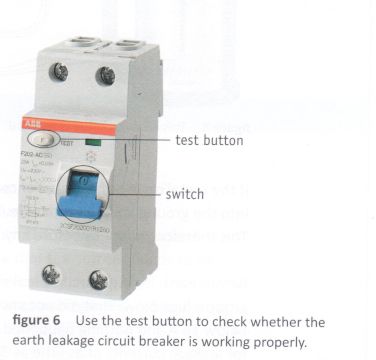 ABB
TEST
F202-AC
test button
switch
figure 6 Use the test button to check whether the
earth leakage circuit breaker is working properly.